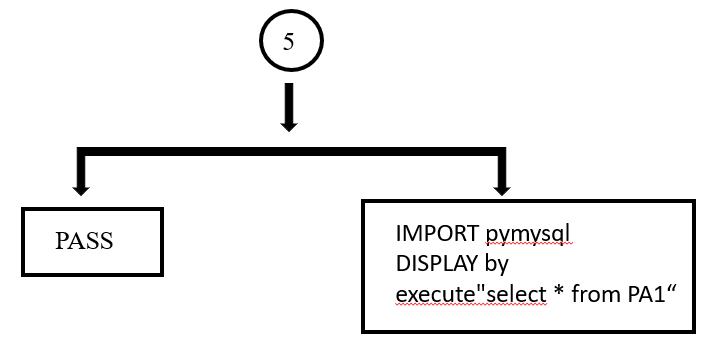 5
PASS
IMPORT pymysql
DISPLAY by
execute"select * from PA1“